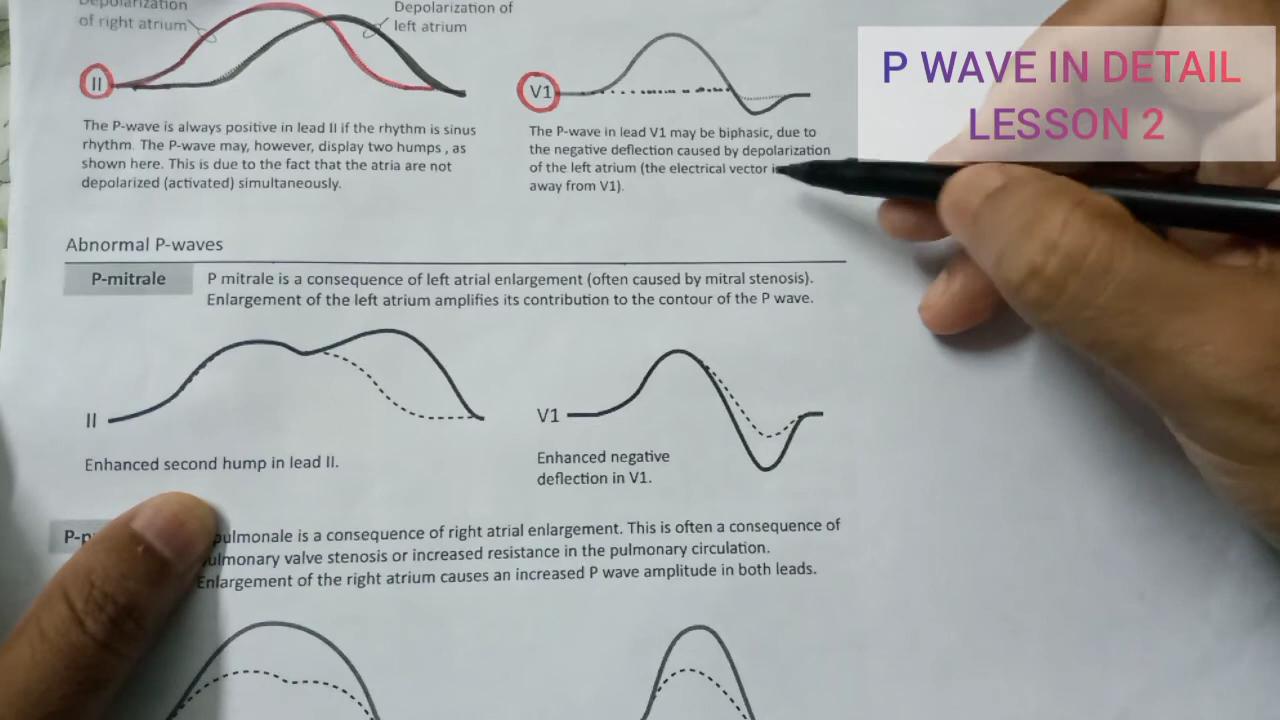 Depolarization
of right atrium
Depolarization of
left atrium
II
V1
P WAVE IN DETAIL
LESSON 2
The P-wave is always positive in lead II if the rhythm is sinus
rhythm. The P-wave may, however, display two humps , as
shown here. This is due to the fact that the atria are not
depolarized (activated) simultaneously.
The P-wave in lead V1 may be biphasic, due to
the negative deflection caused by depolarization
of the left atrium (the electrical vector
away from V1).
Abnormal P-waves
P-mitrale
P mitrale is a consequence of left atrial enlargement (often caused by mitral stenosis).
Enlargement of the left atrium amplifies its contribution to the contour of the P wave.
II
V1
Enhanced second hump in lead II.
Enhanced negative
deflection in V1.
pulmonale is a consequence of right atrial enlargement. This is often a consequence of
pulmonary valve stenosis or increased resistance in the pulmonary circulation.
Enlargement of the right atrium causes an increased P wave amplitude in both leads.